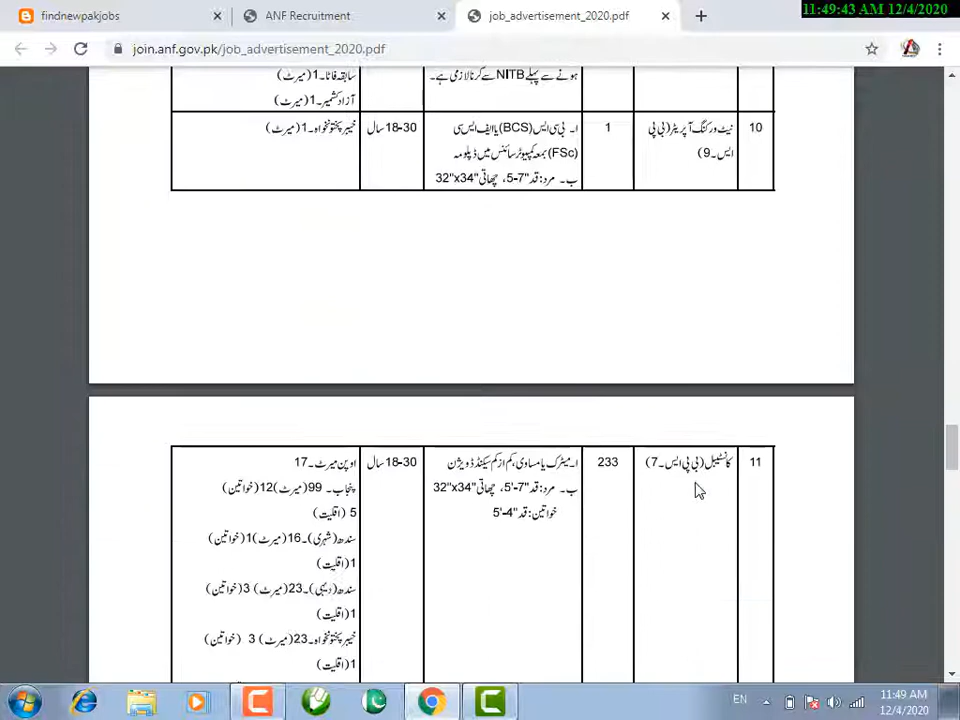 findnewpakjobs
ANF Recruitment
job_advertisement_2020.pdf
11:49:43 AM 12/4/2020
join.anf.gov.pk/job_advertisement_2020.pdf
ہونے سے پہلے NITB سے کرنا لازمی ہے۔
سابقہ فاٹا۔1(میرٹ)
آزاد کشمیر۔1(میرٹ)
10
نیٹ ورکنگ آپریٹر(بی پی
ایس۔9)
1
ا۔ بی سی ایس(BCS)یا ایف ایس سی
(FSc) بمعہ کمپیوٹر سائنس میں ڈپلومہ
ب۔ مرد:قد"7-5، چھاتی"34x"32
18-30 سال
خیبر پختونخواہ۔1(میرٹ)
11
کانسٹیبل(بی پی ایس۔7)
233
ا۔میٹرک یا مساوی،کم از کم سیکنڈ ڈویژن
ب۔ مرد:قد"7-'5، چھاتی"34x"32
خواتین:قد"4-'5
18-30 سال
اوپن میرٹ۔17
پنجاب۔99(میرٹ)12(خواتین)
5 (اقلیت)
سندھ(شہری)۔16(میرٹ)1(خواتین)
1(اقلیت)
سندھ(دیہی)۔23(میرٹ) 3(خواتین)
1(اقلیت)
خیبر پختونخواہ۔23(میرٹ) 3 (خواتین)
1(اقلیت)
EN
11:49 AM
12/4/2020